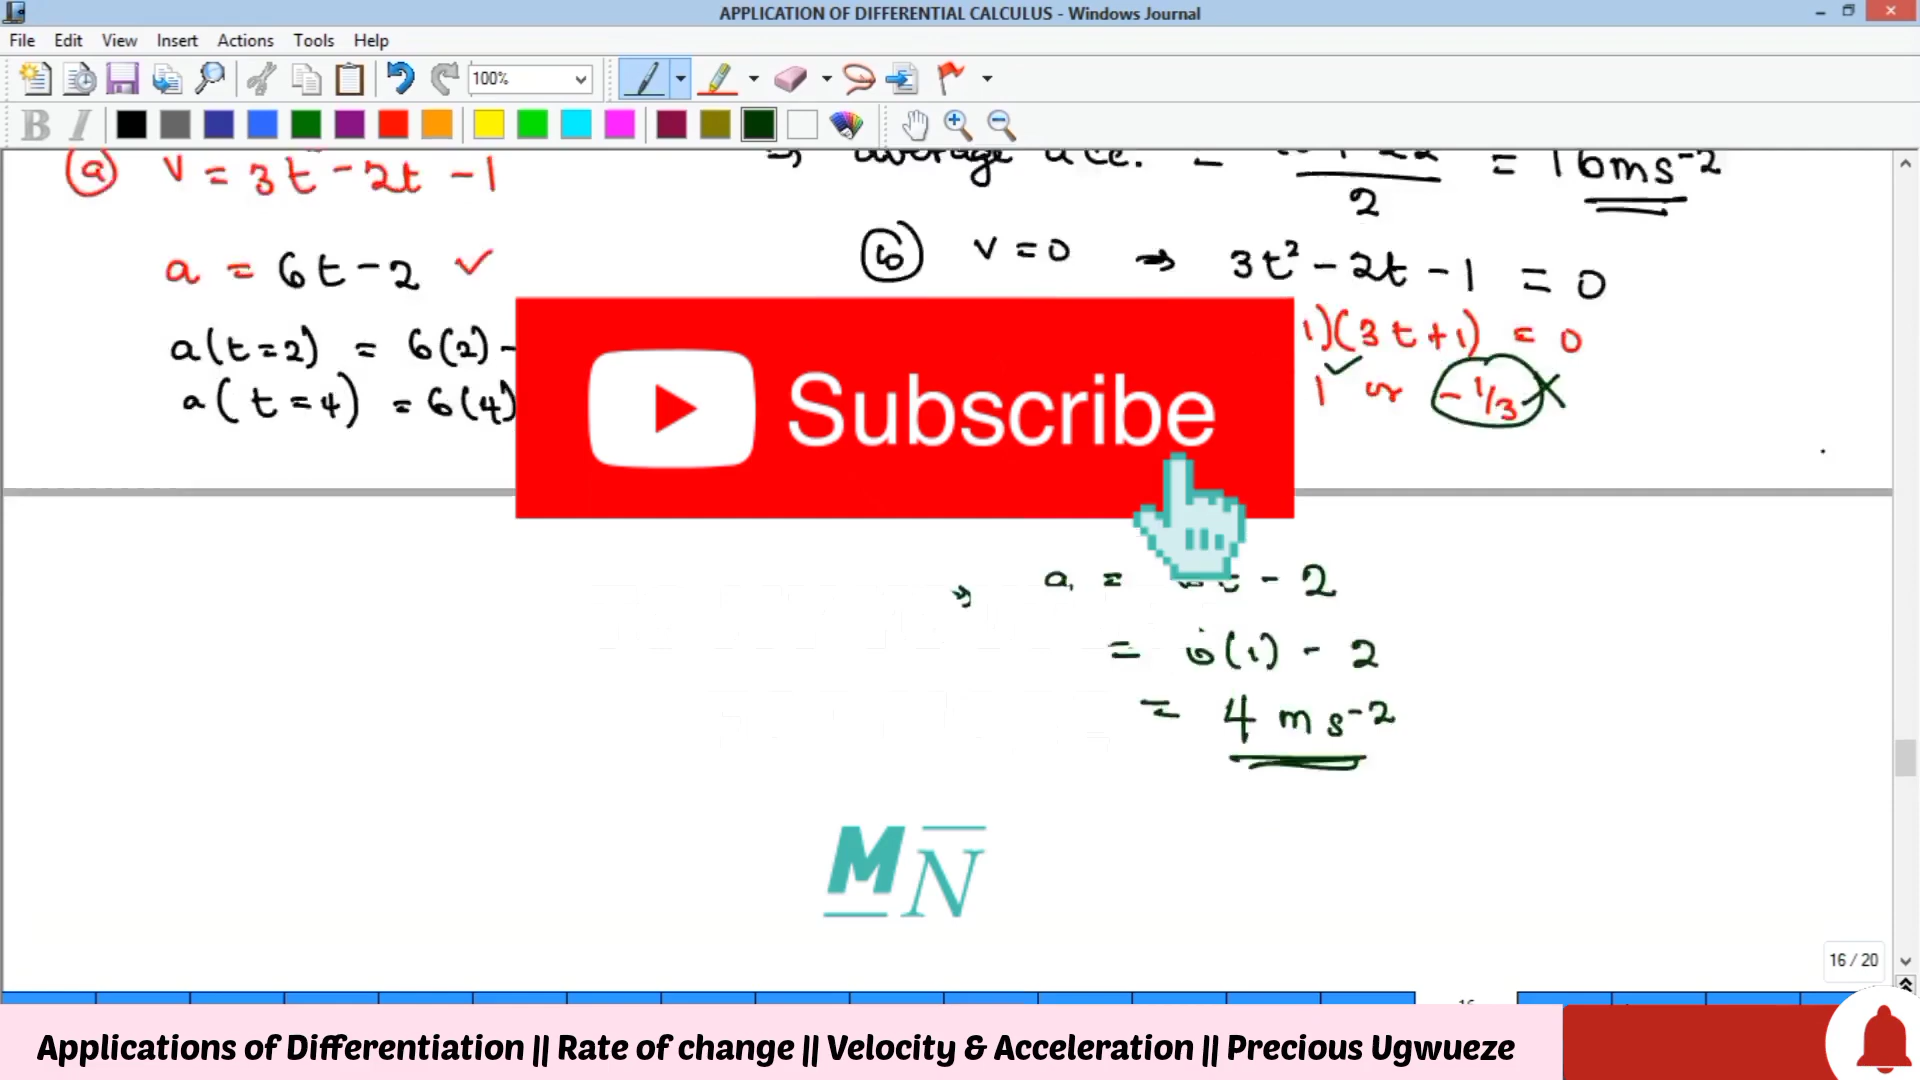 APPLICATION OF DIFFERENTIAL CALCULUS - Windows Journal
File Edit View Insert Actions Tools Help
100%
B I
(a) v = 3t² - 2t - 1
⇒ average acc. =
2
= 16ms⁻²
a = 6t - 2 ✓
(b) v = 0 → 3t² - 2t - 1 = 0
a(t=2) = 6(2) -
1)(3t+1) = 0
a(t=4) = 6(4)
1 ✓ or -1/3 ✗
Subscribe
→ a = 6t - 2
= 6(1) - 2
= 4 ms⁻²
MN
16 / 20
Applications of Differentiation || Rate of change || Velocity & Acceleration || Precious Ugwueze